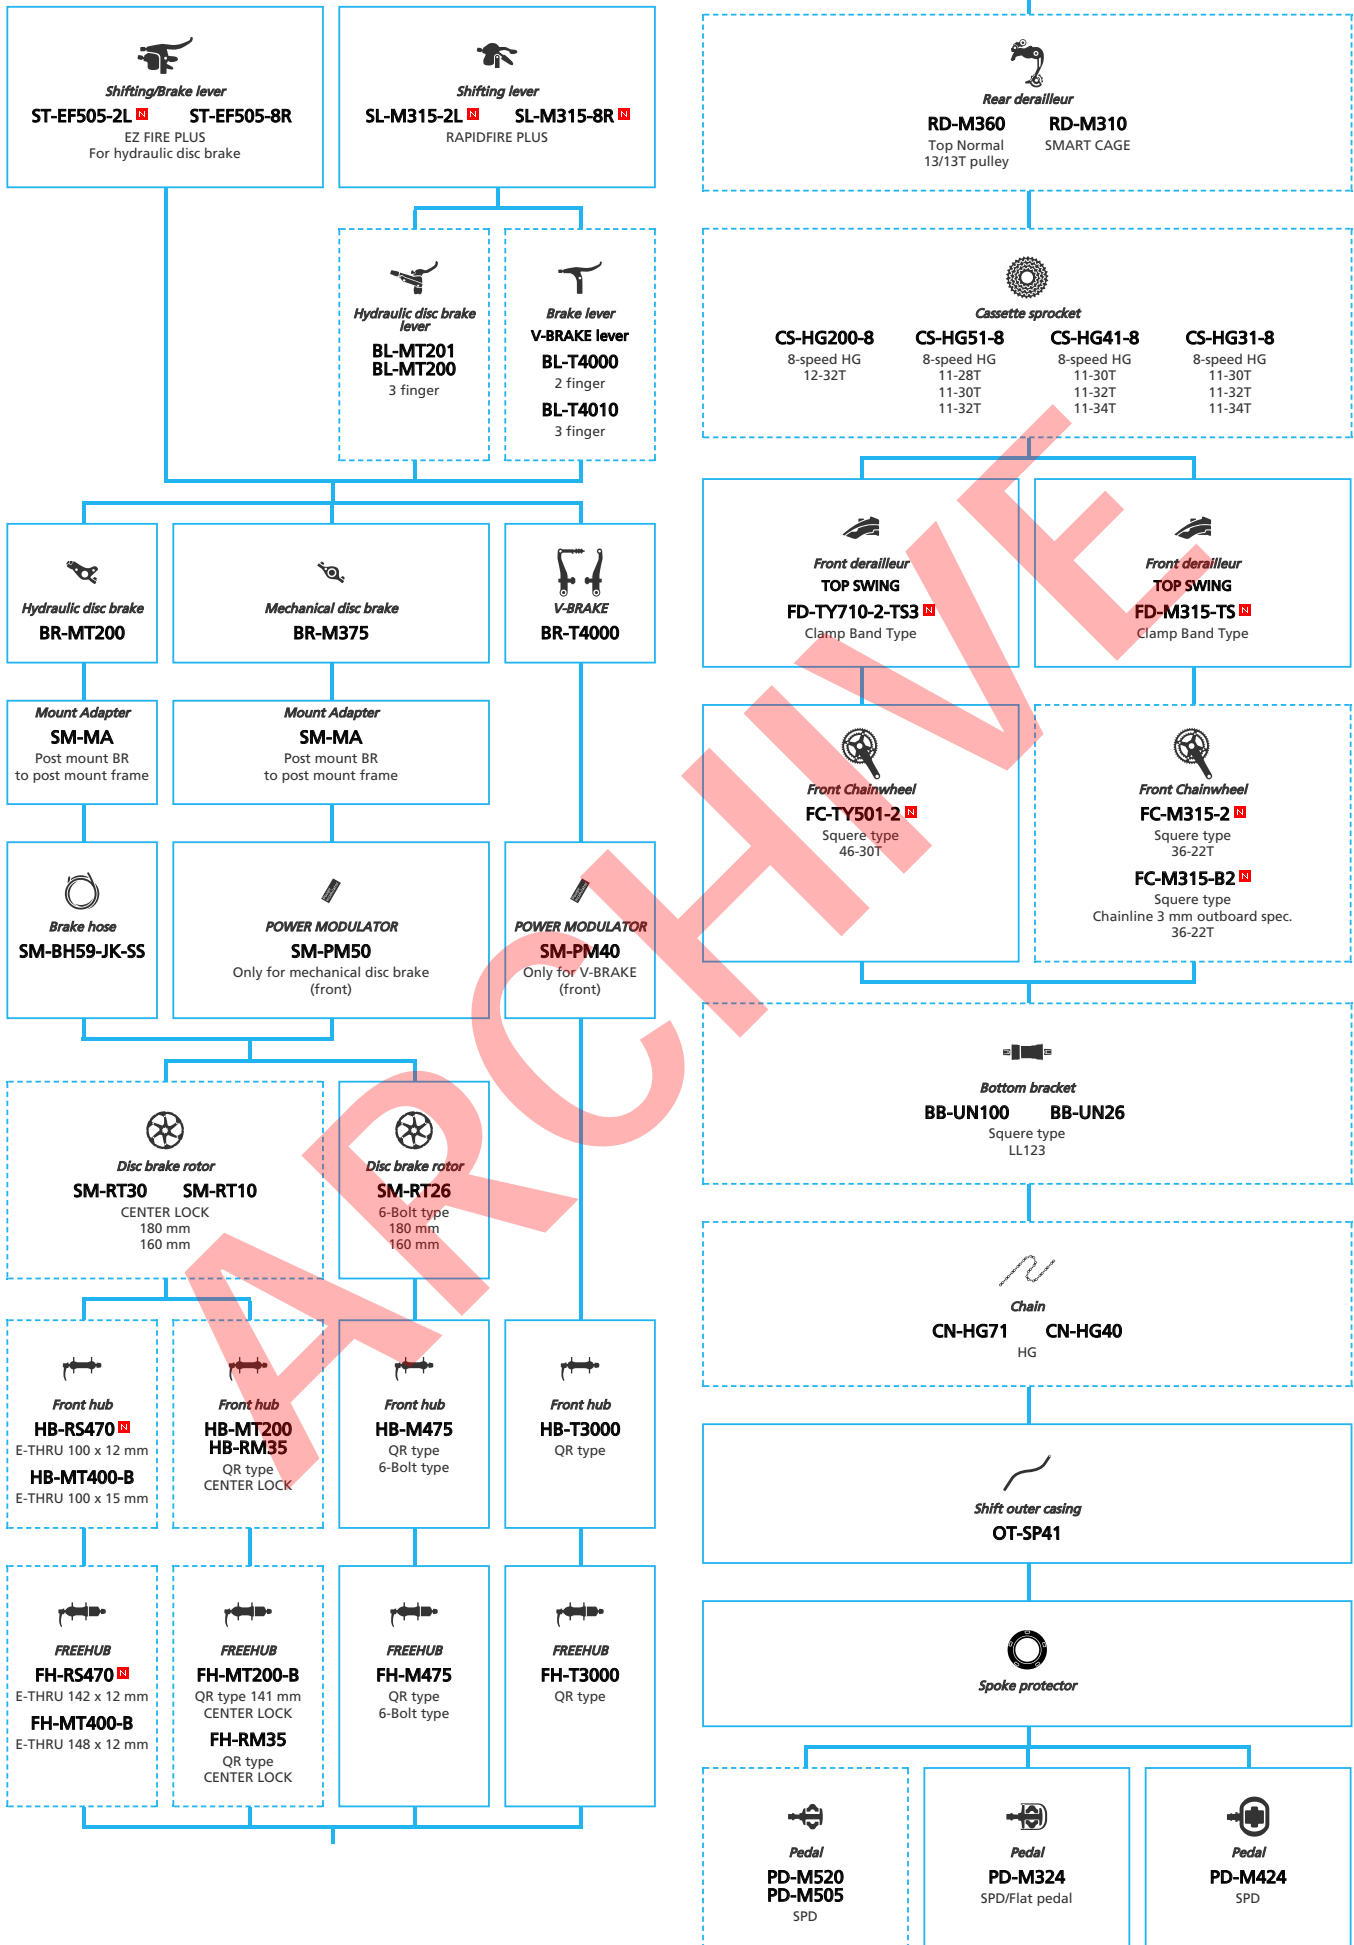 Shifting/Brake lever
ST-EF505-2L N ST-EF505-8R
EZ FIRE PLUS
For hydraulic disc brake
Shifting lever
SL-M315-2L N SL-M315-8R N
RAPIDFIRE PLUS
Hydraulic disc brake
lever
BL-MT201
BL-MT200
3 finger
Brake lever
V-BRAKE lever
BL-T4000
2 finger
BL-T4010
3 finger
Hydraulic disc brake
BR-MT200
Mechanical disc brake
BR-M375
V-BRAKE
BR-T4000
Mount Adapter
SM-MA
Post mount BR
to post mount frame
Mount Adapter
SM-MA
Post mount BR
to post mount frame
Brake hose
SM-BH59-JK-SS
POWER MODULATOR
SM-PM50
Only for mechanical disc brake
(front)
POWER MODULATOR
SM-PM40
Only for V-BRAKE
(front)
Disc brake rotor
SM-RT30 SM-RT10
CENTER LOCK
180 mm
160 mm
Disc brake rotor
SM-RT26
6-Bolt type
180 mm
160 mm
Front hub
HB-RS470 N
E-THRU 100 x 12 mm
HB-MT400-B
E-THRU 100 x 15 mm
Front hub
HB-MT200
HB-RM35
QR type
CENTER LOCK
Front hub
HB-M475
QR type
6-Bolt type
Front hub
HB-T3000
QR type
FREEHUB
FH-RS470 N
E-THRU 142 x 12 mm
FH-MT400-B
E-THRU 148 x 12 mm
FREEHUB
FH-MT200-B
QR type 141 mm
CENTER LOCK
FH-RM35
QR type
CENTER LOCK
FREEHUB
FH-M475
QR type
6-Bolt type
FREEHUB
FH-T3000
QR type
Rear derailleur
RD-M360 RD-M310
Top Normal SMART CAGE
13/13T pulley
Cassette sprocket
CS-HG200-8
8-speed HG
12-32T
CS-HG51-8
8-speed HG
11-28T
11-30T
11-32T
CS-HG41-8
8-speed HG
11-30T
11-32T
11-34T
CS-HG31-8
8-speed HG
11-30T
11-32T
11-34T
Front derailleur
TOP SWING
FD-TY710-2-TS3 N
Clamp Band Type
Front derailleur
TOP SWING
FD-M315-TS N
Clamp Band Type
Front Chainwheel
FC-TY501-2 N
Squere type
46-30T
Front Chainwheel
FC-M315-2 N
Squere type
36-22T
FC-M315-B2 N
Squere type
Chainline 3 mm outboard spec.
36-22T
Bottom bracket
BB-UN100 BB-UN26
Squere type
LL123
Chain
CN-HG71 CN-HG40
HG
Shift outer casing
OT-SP41
Spoke protector
Pedal
PD-M520
PD-M505
SPD
Pedal
PD-M324
SPD/Flat pedal
Pedal
PD-M424
SPD
ARCHIVE